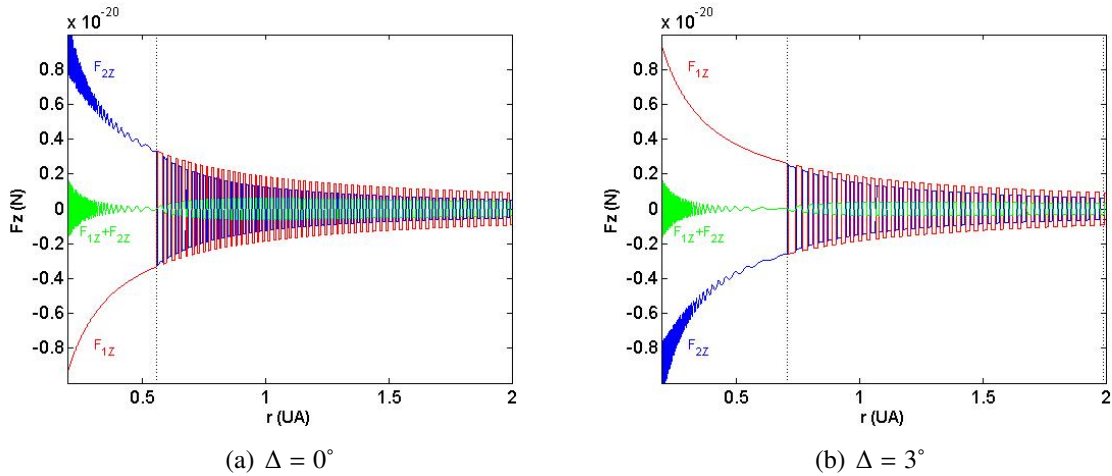 x 10⁻²⁰
0.8
0.6
0.4
0.2
0
-0.2
-0.4
-0.6
-0.8
Fz (N)
F2Z
F1Z+F2Z
F1Z
0.5
1
1.5
2
r (UA)
(a) Δ = 0°
x 10⁻²⁰
0.8
0.6
0.4
0.2
0
-0.2
-0.4
-0.6
-0.8
Fz (N)
F1Z
F1Z+F2Z
F2Z
0.5
1
1.5
2
r (UA)
(b) Δ = 3°